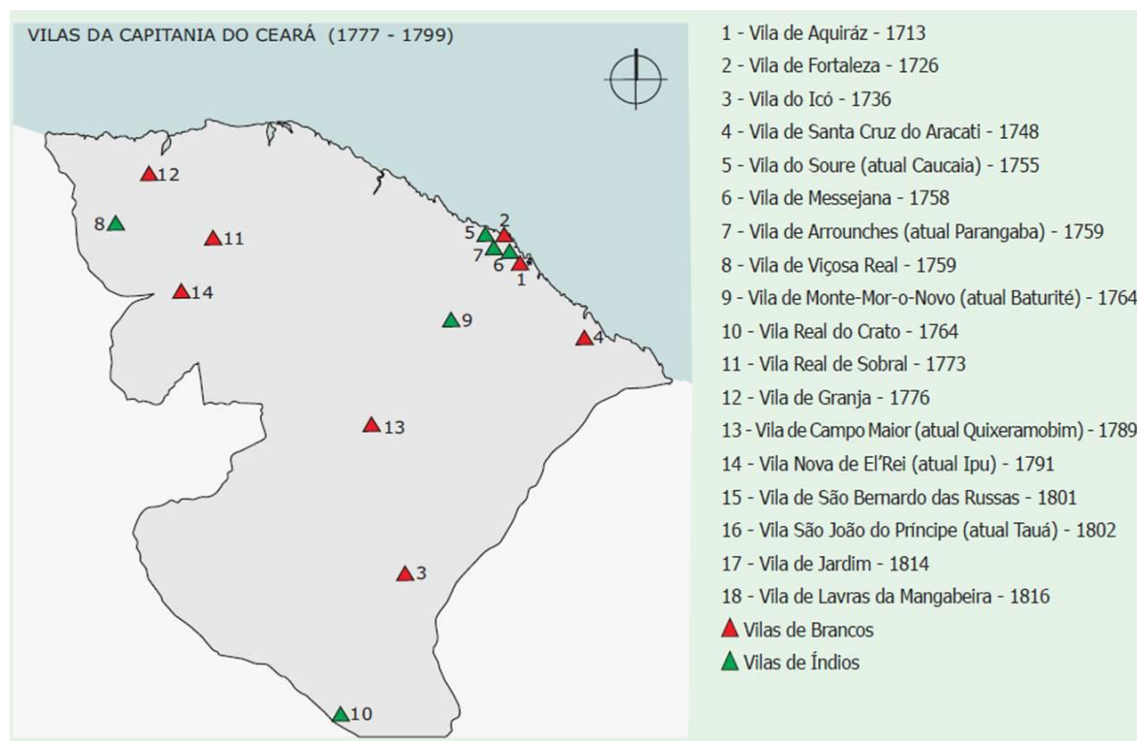 VILAS DA CAPITANIA DO CEARÁ (1777 - 1799)
12
8
11
14
5
2
7
6
1
9
4
13
3
10
1 - Vila de Aquiráz - 1713
2 - Vila de Fortaleza - 1726
3 - Vila do Icó - 1736
4 - Vila de Santa Cruz do Aracati - 1748
5 - Vila do Soure (atual Caucaia) - 1755
6 - Vila de Messejana - 1758
7 - Vila de Arrounches (atual Parangaba) - 1759
8 - Vila de Viçosa Real - 1759
9 - Vila de Monte-Mor-o-Novo (atual Baturité) - 1764
10 - Vila Real do Crato - 1764
11 - Vila Real de Sobral - 1773
12 - Vila de Granja - 1776
13 - Vila de Campo Maior (atual Quixeramobim) - 1789
14 - Vila Nova de El'Rei (atual Ipu) - 1791
15 - Vila de São Bernardo das Russas - 1801
16 - Vila São João do Príncipe (atual Tauá) - 1802
17 - Vila de Jardim - 1814
18 - Vila de Lavras da Mangabeira - 1816
Vilas de Brancos
Vilas de Índios